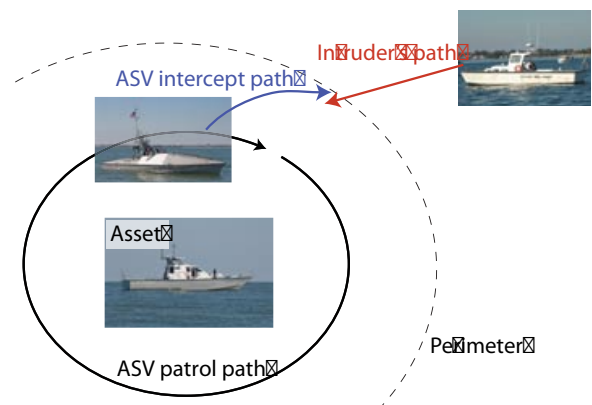 Intruder's path
ASV intercept path
Asset
Perimeter
ASV patrol path